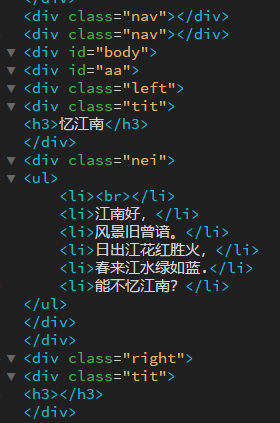 </div>
<div class="nav"></div>
<div class="nav"></div>
<div id="body">
<div id="aa">
<div class="left">
<div class="tit">
<h3>忆江南</h3>
</div>
<div class="nei">
<ul>
<li><br></li>
<li>江南好，</li>
<li>风景旧曾谙。</li>
<li>日出江花红胜火，</li>
<li>春来江水绿如蓝.</li>
<li>能不忆江南？</li>
</ul>
</div>
</div>
<div class="right">
<div class="tit">
<h3></h3>
</div>